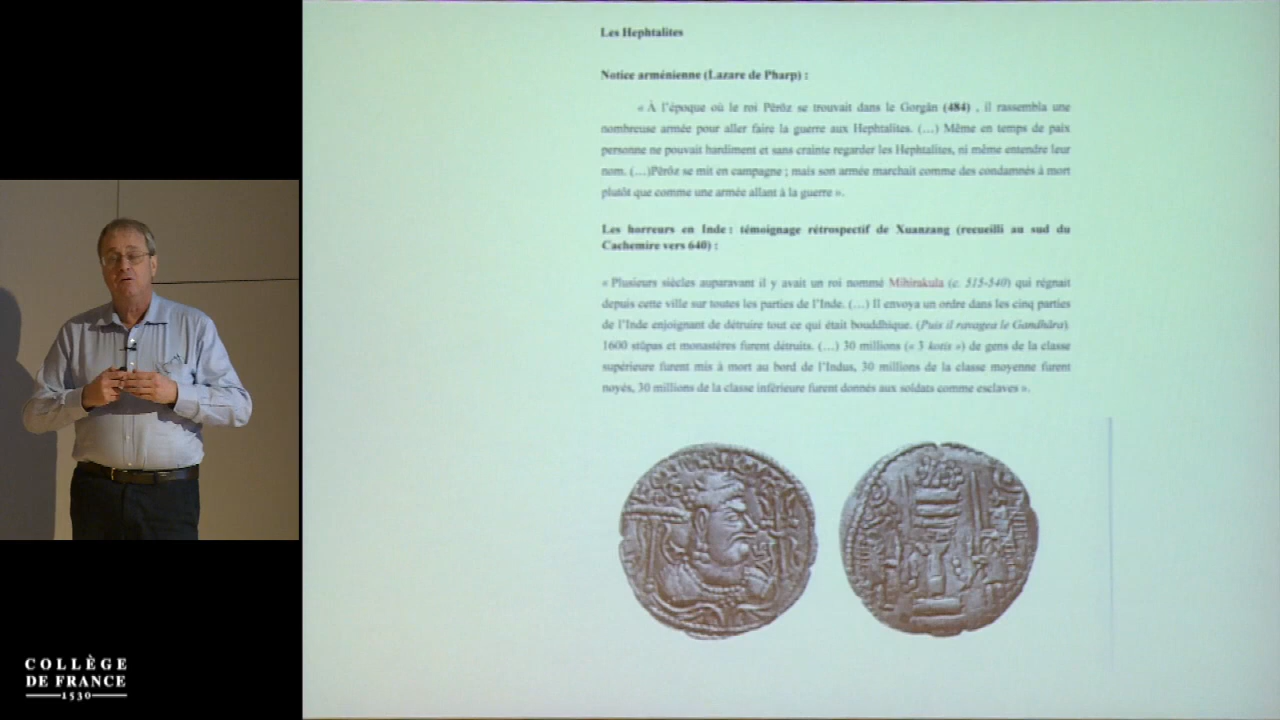 Les Hephtalites
Notice arménienne (Lazare de Pharp) :
« À l'époque où le roi Pērōz se trouvait dans le Gorgān (484) , il rassembla une
nombreuse armée pour aller faire la guerre aux Hephtalites. (…) Même en temps de paix
personne ne pouvait hardiment et sans crainte regarder les Hephtalites, ni même entendre leur
nom. (…)Pērōz se mit en campagne ; mais son armée marchait comme des condamnés à mort
plutôt que comme une armée allant à la guerre ».
Les horreurs en Inde : témoignage rétrospectif de Xuanzang (recueilli au sud du
Cachemire vers 640) :
« Plusieurs siècles auparavant il y avait un roi nommé Mihirakula (c. 515-540) qui régnait
depuis cette ville sur toutes les parties de l'Inde. (…) Il envoya un ordre dans les cinq parties
de l'Inde enjoignant de détruire tout ce qui était bouddhique. (Puis il ravagea le Gandhāra).
1600 stūpas et monastères furent détruits. (…) 30 millions (« 3 kotis ») de gens de la classe
supérieure furent mis à mort au bord de l'Indus, 30 millions de la classe moyenne furent
noyés, 30 millions de la classe inférieure furent donnés aux soldats comme esclaves ».
COLLÈGE
DE FRANCE
1530